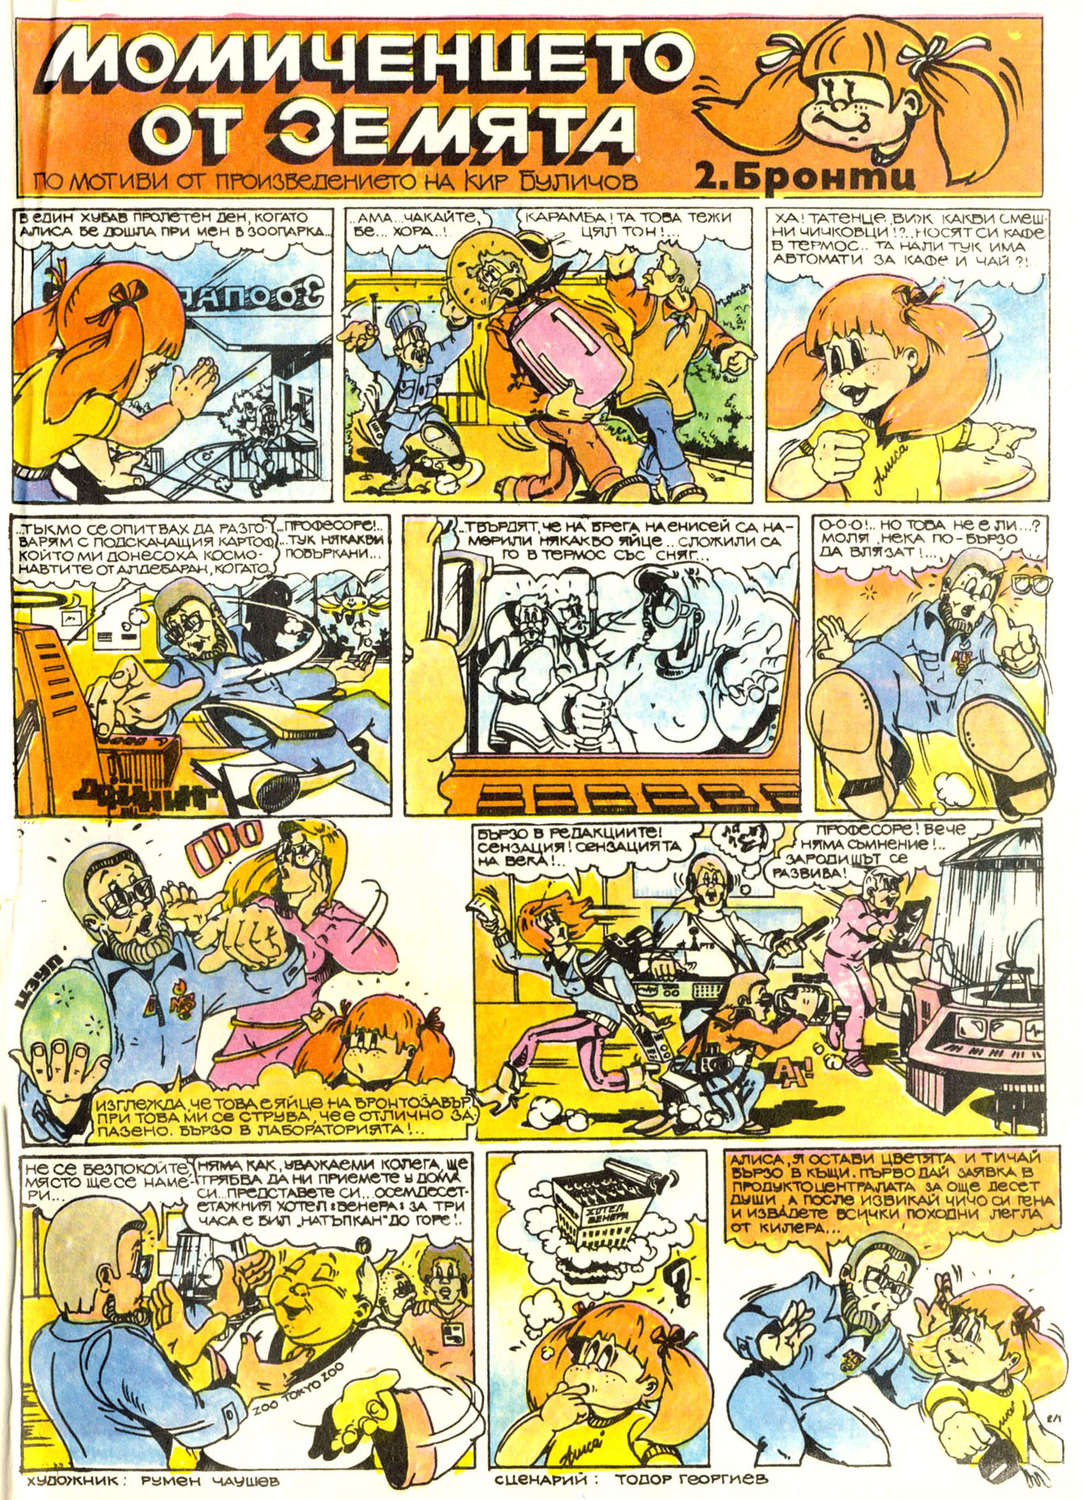 МОМИЧЕНЦЕТО
ОТ ЗЕМЯТА
ПО МОТИВИ ОТ ПРОИЗВЕДЕНИЕТО НА КИР БУЛИЧОВ
2. Бронти
В ЕДИН ХУБАВ ПРОЛЕТЕН ДЕН, КОГАТО
АЛИСА БЕ ДОШЛА ПРИ МЕН В ЗООПАРКА...
ЗООПАРК
..АМА...ЧАКАЙТЕ,
БЕ... ХОРА..!
КАРАМБА! ТА ТОВА ТЕЖИ
ЦЯЛ ТОН!...
ХА! ТАТЕНЦЕ, ВИЖ КАКВИ СМЕШ-
НИ ЧИЧКОВЦИ!?.. НОСЯТ СИ КАФЕ
В ТЕРМОС.. ТА НАЛИ ТУК ИМА
АВТОМАТИ ЗА КАФЕ И ЧАЙ?!
Алиса
...ТЪКМО СЕ ОПИТВАХ ДА РАЗГО-
ВАРЯМ С ПОДСКАЧАЩИЯ КАРТОФ,
КОЙТО МИ ДОНЕСОХА КОСМО-
НАВТИТЕ ОТ АЛДЕБАРАН, КОГАТО..
..ПРОФЕСОРЕ!..
..ТУК НЯКАКВИ
ПОБЪРКАНИ...
..ТВЪРДЯТ, ЧЕ НА БРЕГА НА ЕНИСЕЙ СА НА-
МЕРИЛИ НЯКАКВО ЯЙЦЕ...СЛОЖИЛИ СА
ГО В ТЕРМОС СЪС СНЯГ...
О-О-О!.. НО ТОВА НЕ Е ЛИ...?
МОЛЯ, НЕКА ПО-БЪРЗО
ДА ВЛЯЗАТ!...
ЦЗУП
ИЗГЛЕЖДА, ЧЕ ТОВА Е ЯЙЦЕ НА БРОНТОЗАВЪР
ПРИ ТОВА МИ СЕ СТРУВА, ЧЕ Е ОТЛИЧНО ЗА-
ПАЗЕНО. БЪРЗО В ЛАБОРАТОРИЯТА!...
БЪРЗО В РЕДАКЦИИТЕ!
СЕНЗАЦИЯ! СЕНЗАЦИЯТА
НА ВЕКА!..
ПРОФЕСОРЕ! ВЕЧЕ
НЯМА СЪМНЕНИЕ!..
ЗАРОДИШЪТ СЕ
РАЗВИВА!
РТВ
НЕ СЕ БЕЗПОКОЙТЕ,
МЯСТО ЩЕ СЕ НАМЕ-
РИ...
НЯМА КАК, УВАЖАЕМИ КОЛЕГА, ЩЕ
ТРЯБВА ДА НИ ПРИЕМЕТЕ У ДОМА
СИ...ПРЕДСТАВЕТЕ СИ... ОСЕМДЕСЕТ-
ЕТАЖНИЯ ХОТЕЛ "ВЕНЕРА" ЗА ТРИ
ЧАСА Е БИЛ „НАТЪПКАН" ДО ГОРЕ!.
ZOO TOKYO ZOO
ХОТЕЛ
ВЕНЕРА
?
Алиса
АЛИСА, Я ОСТАВИ ЦВЕТЯТА И ТИЧАЙ
БЪРЗО В КЪЩИ. ПЪРВО ДАЙ ЗАЯВКА В
ПРОДУКТОЦЕНТРАЛАТА ЗА ОЩЕ ДЕСЕТ
ДУШИ, А ПОСЛЕ ИЗВИКАЙ ЧИЧО СИ ГЕНА
И ИЗВАДЕТЕ ВСИЧКИ ПОХОДНИ ЛЕГЛА
ОТ КИЛЕРА...
Алиса
2/1
ХУДОЖНИК: РУМЕН ЧАУШЕВ
СЦЕНАРИЙ: ТОДОР ГЕОРГИЕВ